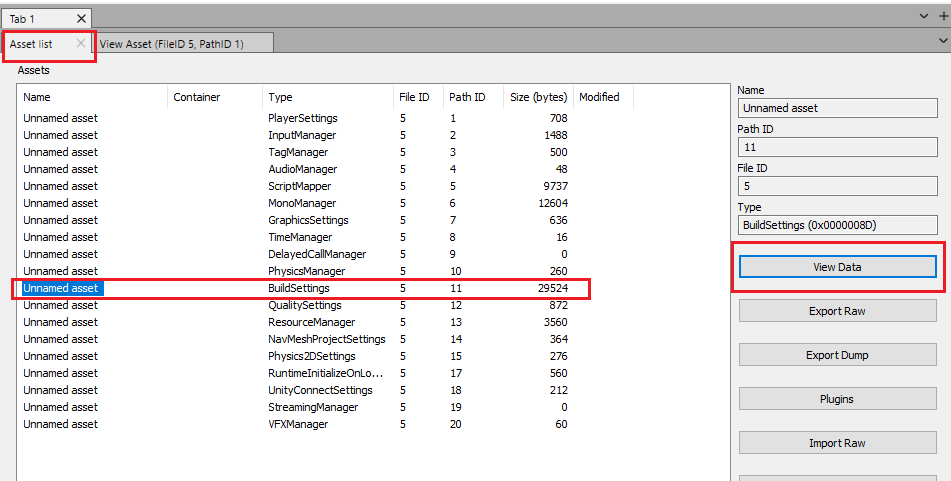 Tab 1
Asset list View Asset (FileID 5, PathID 1)
Assets
Name Container Type File ID Path ID Size (bytes) Modified
Unnamed asset PlayerSettings 5 1 708
Unnamed asset InputManager 5 2 1488
Unnamed asset TagManager 5 3 500
Unnamed asset AudioManager 5 4 48
Unnamed asset ScriptMapper 5 5 9737
Unnamed asset MonoManager 5 6 12604
Unnamed asset GraphicsSettings 5 7 636
Unnamed asset TimeManager 5 8 16
Unnamed asset DelayedCallManager 5 9 0
Unnamed asset PhysicsManager 5 10 260
Unnamed asset BuildSettings 5 11 29524
Unnamed asset QualitySettings 5 12 872
Unnamed asset ResourceManager 5 13 3560
Unnamed asset NavMeshProjectSettings 5 14 364
Unnamed asset Physics2DSettings 5 15 276
Unnamed asset RuntimeInitializeOnLo... 5 17 560
Unnamed asset UnityConnectSettings 5 18 212
Unnamed asset StreamingManager 5 19 0
Unnamed asset VFXManager 5 20 60
Name
Unnamed asset
Path ID
11
File ID
5
Type
BuildSettings (0x0000008D)
View Data
Export Raw
Export Dump
Plugins
Import Raw